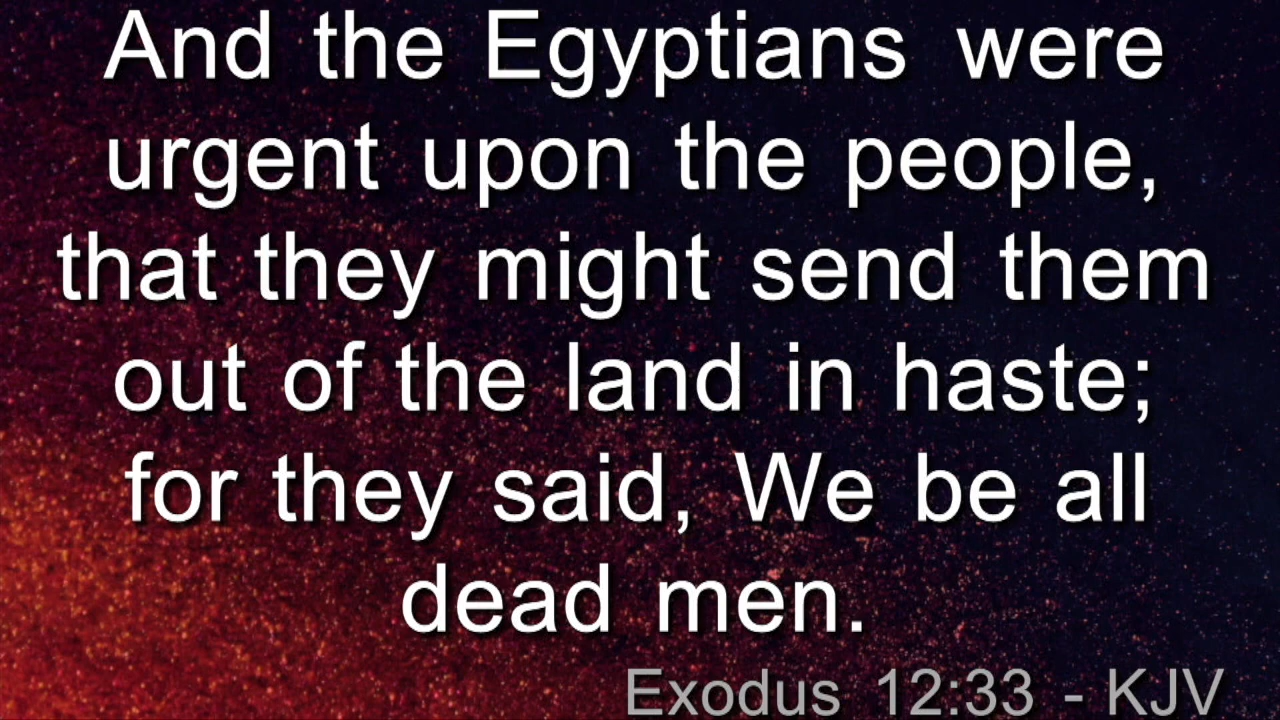 And the Egyptians were
urgent upon the people,
that they might send them
out of the land in haste;
for they said, We be all
dead men.
Exodus 12:33 - KJV